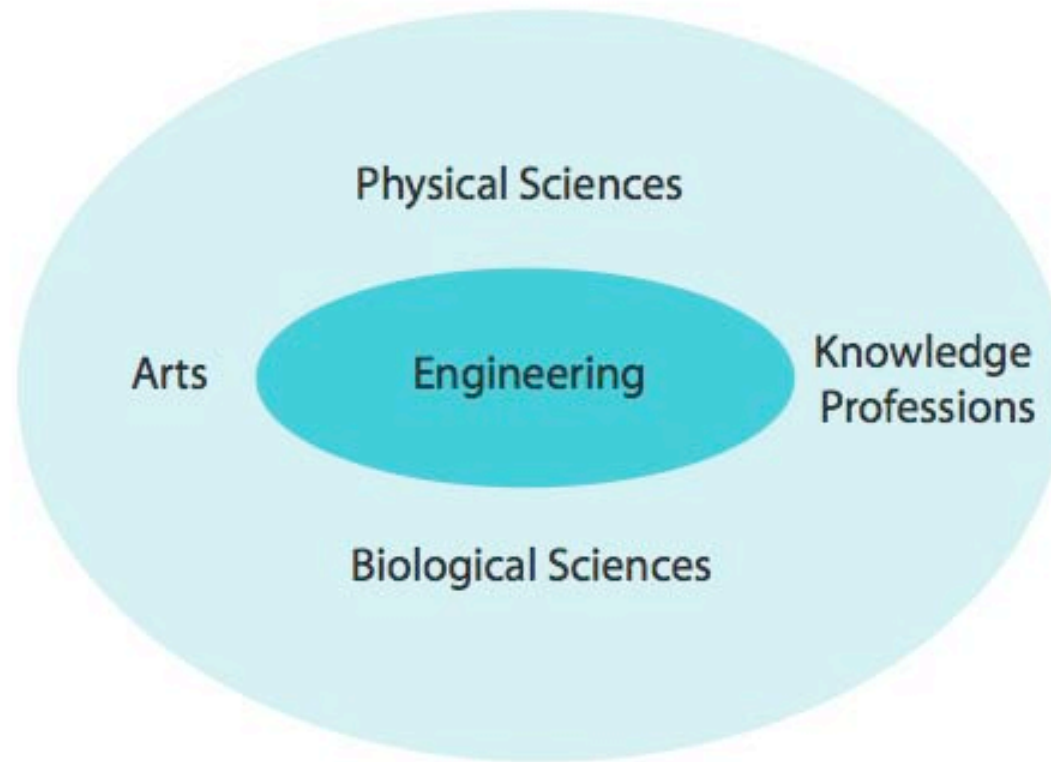 Physical Sciences
Arts
Engineering
Knowledge
Professions
Biological Sciences